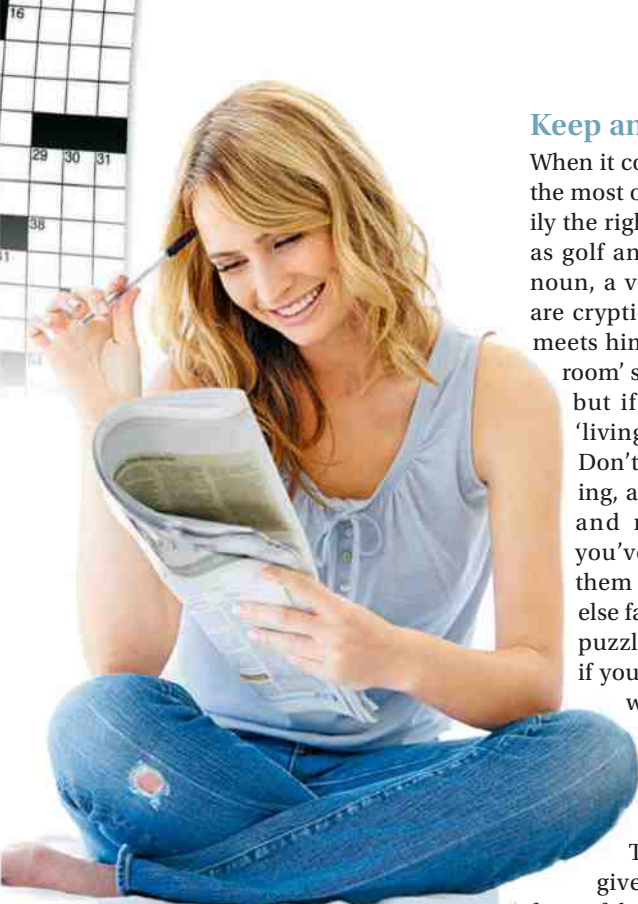 16
29 30 31
38
Keep an
When it co
the most o
ily the righ
as golf an
noun, a v
are crypti
meets hin
room' s
but if
'living
Don't
ing, a
and r
you've
them
else fa
puzzl
if you
w
T
give